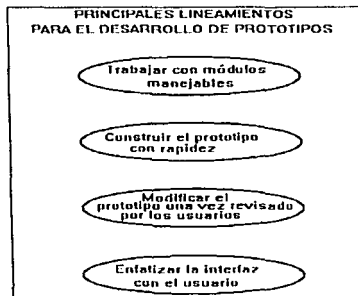 PRINCIPALES LINEAMIENTOS
PARA EL DESARROLLO DE PROTOTIPOS
Trabajar con módulos
manejables
Construir el prototipo
con rapidez
Modificar el
prototipo una vez revisado
por los usuarios
Enfatizar la interfaz
con el usuario